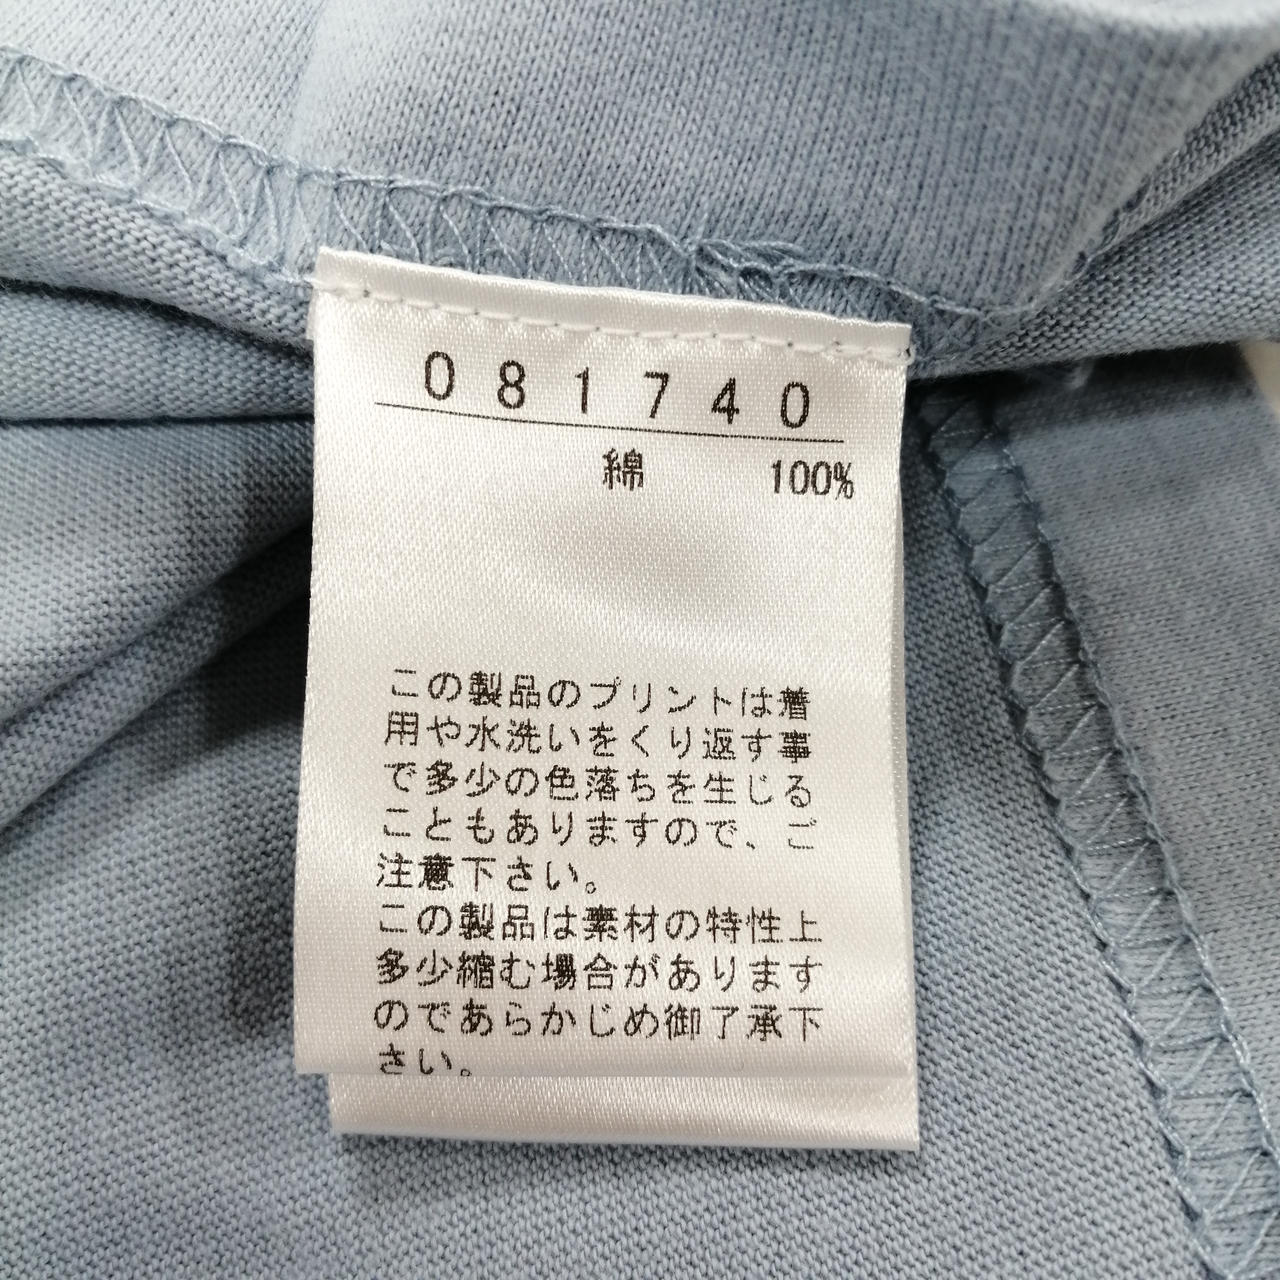 081740
綿 100%
この製品のプリントは着
用や水洗いをくり返す事
で多少の色落ちを生じる
こともありますので、ご
注意下さい。
この製品は素材の特性上
多少縮む場合があります
のであらかじめ御了承下
さい。